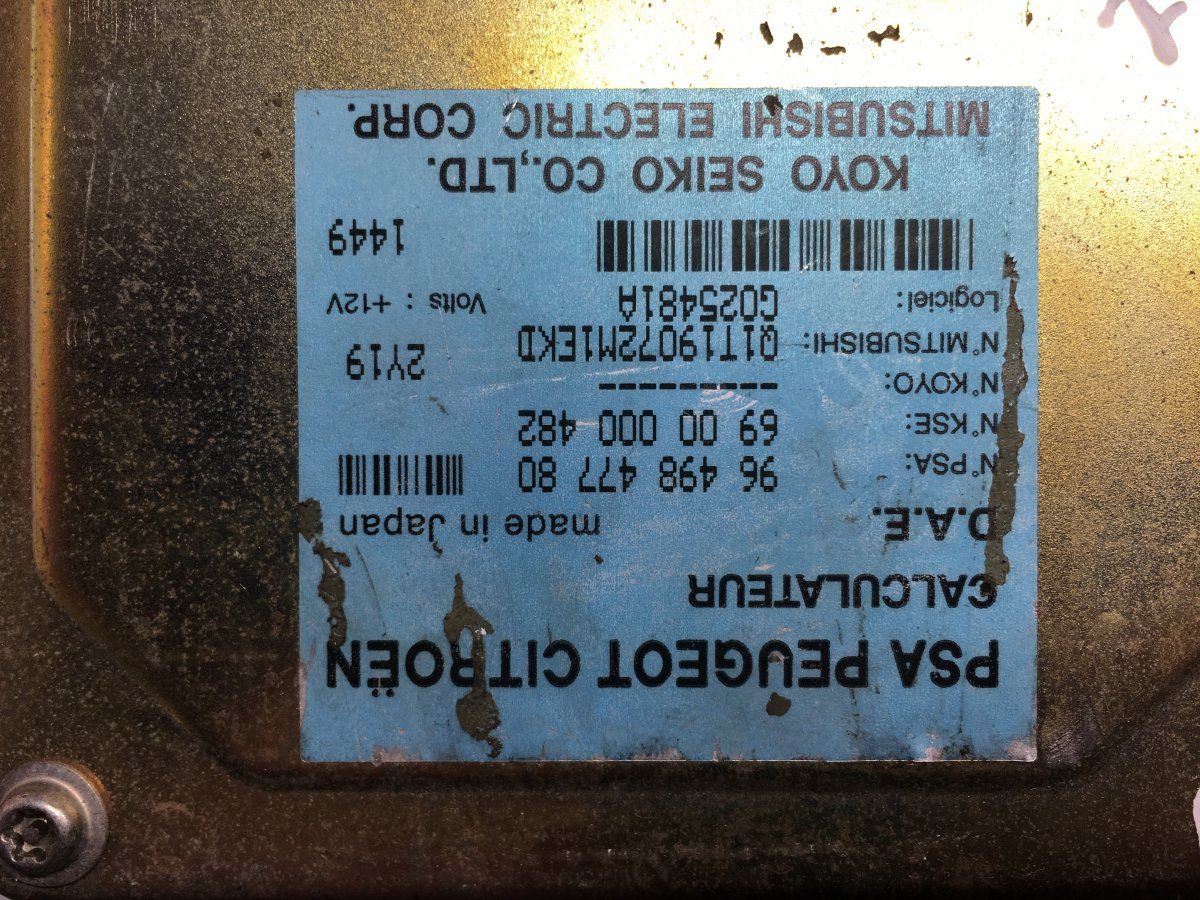 PSA PEUGEOT CITROËN
CALCULATEUR
D.A.E. made in Japan
N°PSA: 96 498 477 80
N°KSE: 69 00 000 482
N°KOYO: --------- 2Y19
N°MITSUBISHI: Q1T19072M1EKD
Logiciel: G025481A Volts : +12V
1449
KOYO SEIKO CO.,LTD.
MITSUBISHI ELECTRIC CORP.